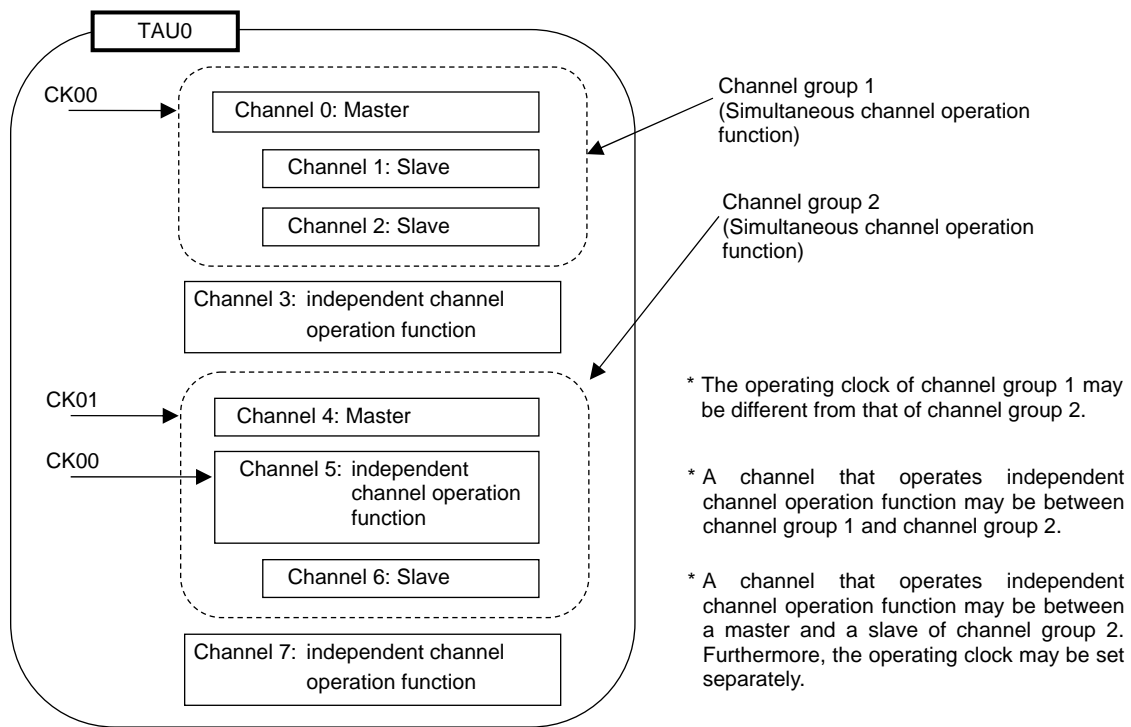 TAU0
CK00
Channel 0: Master
Channel 1: Slave
Channel 2: Slave
Channel group 1
(Simultaneous channel operation
function)
Channel group 2
(Simultaneous channel operation
function)
Channel 3: independent channel
operation function
CK01
Channel 4: Master
CK00
Channel 5: independent
channel operation
function
Channel 6: Slave
Channel 7: independent channel
operation function
* The operating clock of channel group 1 may
be different from that of channel group 2.
* A channel that operates independent
channel operation function may be between
channel group 1 and channel group 2.
* A channel that operates independent
channel operation function may be between
a master and a slave of channel group 2.
Furthermore, the operating clock may be set
separately.